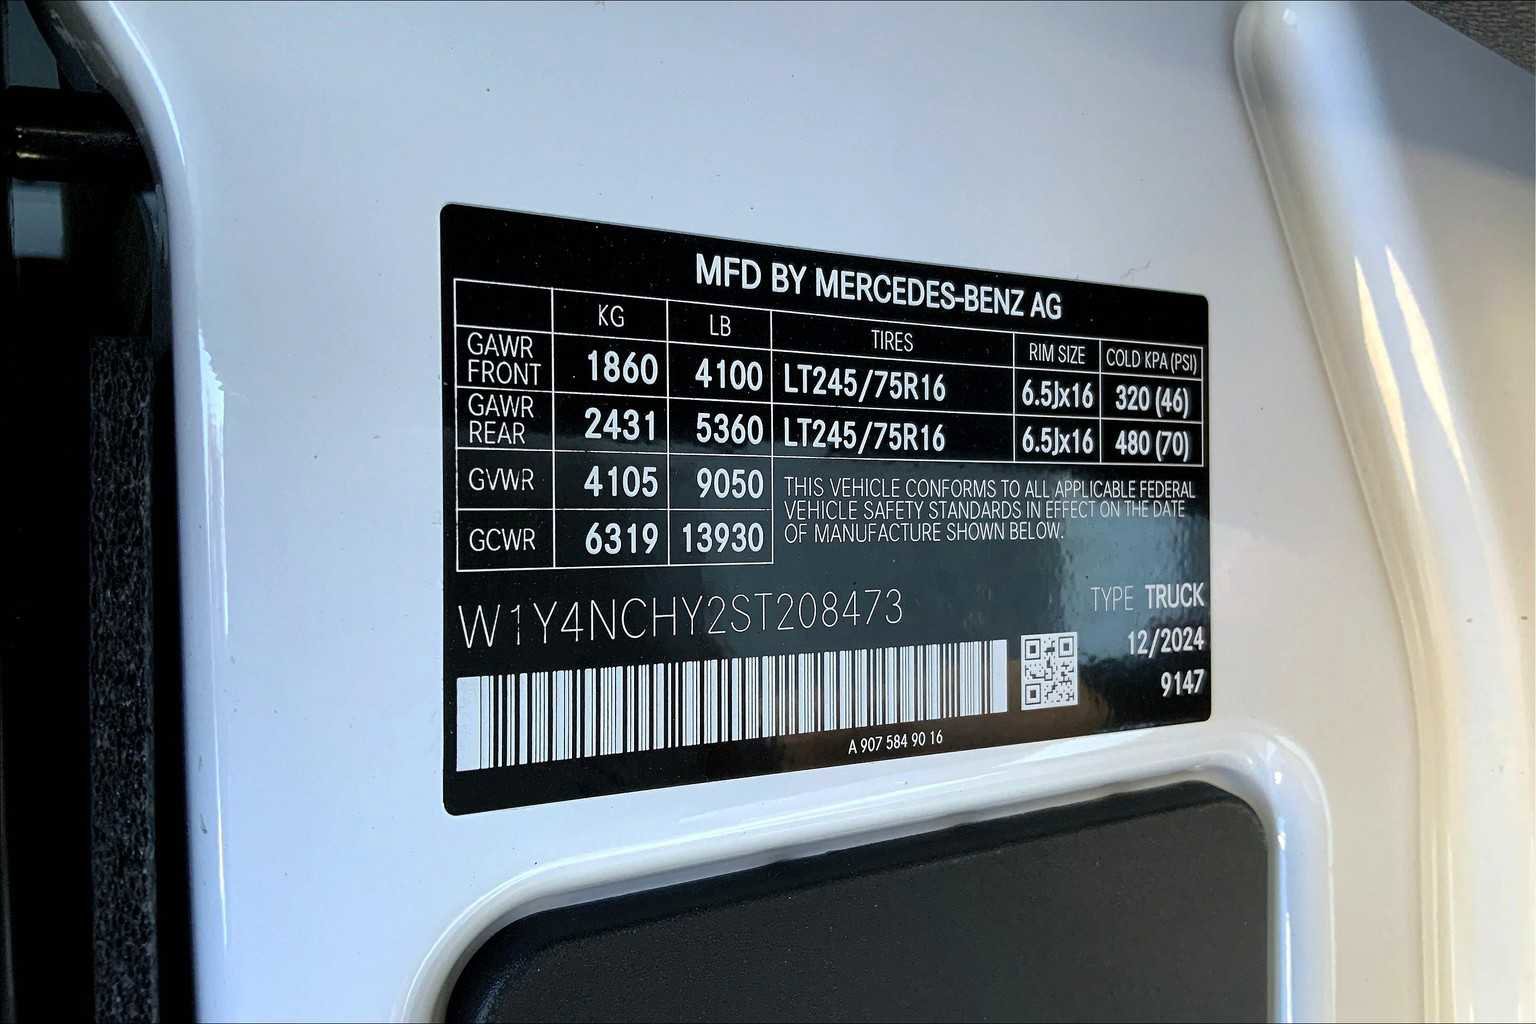 MFD BY MERCEDES-BENZ AG
KG LB TIRES RIM SIZE COLD KPA (PSI)
GAWR FRONT 1860 4100 LT245/75R16 6.5Jx16 320 (46)
GAWR REAR 2431 5360 LT245/75R16 6.5Jx16 480 (70)
GVWR 4105 9050
GCWR 6319 13930
THIS VEHICLE CONFORMS TO ALL APPLICABLE FEDERAL
VEHICLE SAFETY STANDARDS IN EFFECT ON THE DATE
OF MANUFACTURE SHOWN BELOW.
W1Y4NCHY2ST208473
TYPE TRUCK
12/2024
9147
A 907 584 90 16